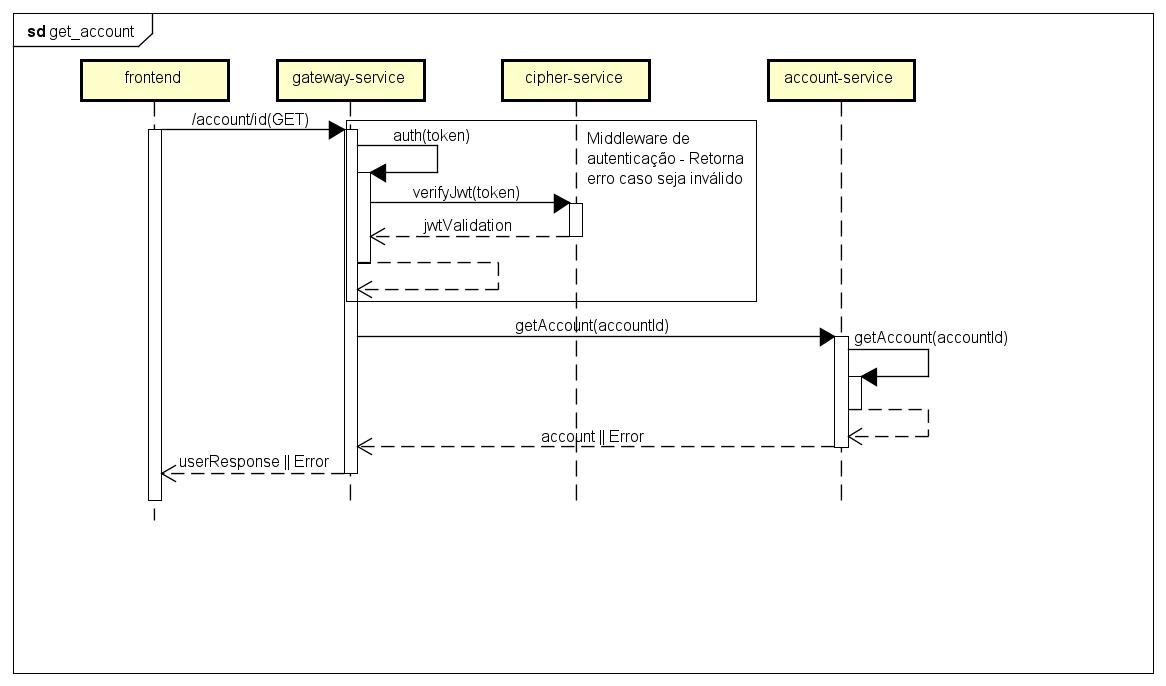 sd get_account
frontend
gateway-service
cipher-service
account-service
/account/id(GET)
auth(token)
Middleware de
autenticação - Retorna
erro caso seja inválido
verifyJwt(token)
jwtValidation
getAccount(accountId)
getAccount(accountId)
account || Error
userResponse || Error